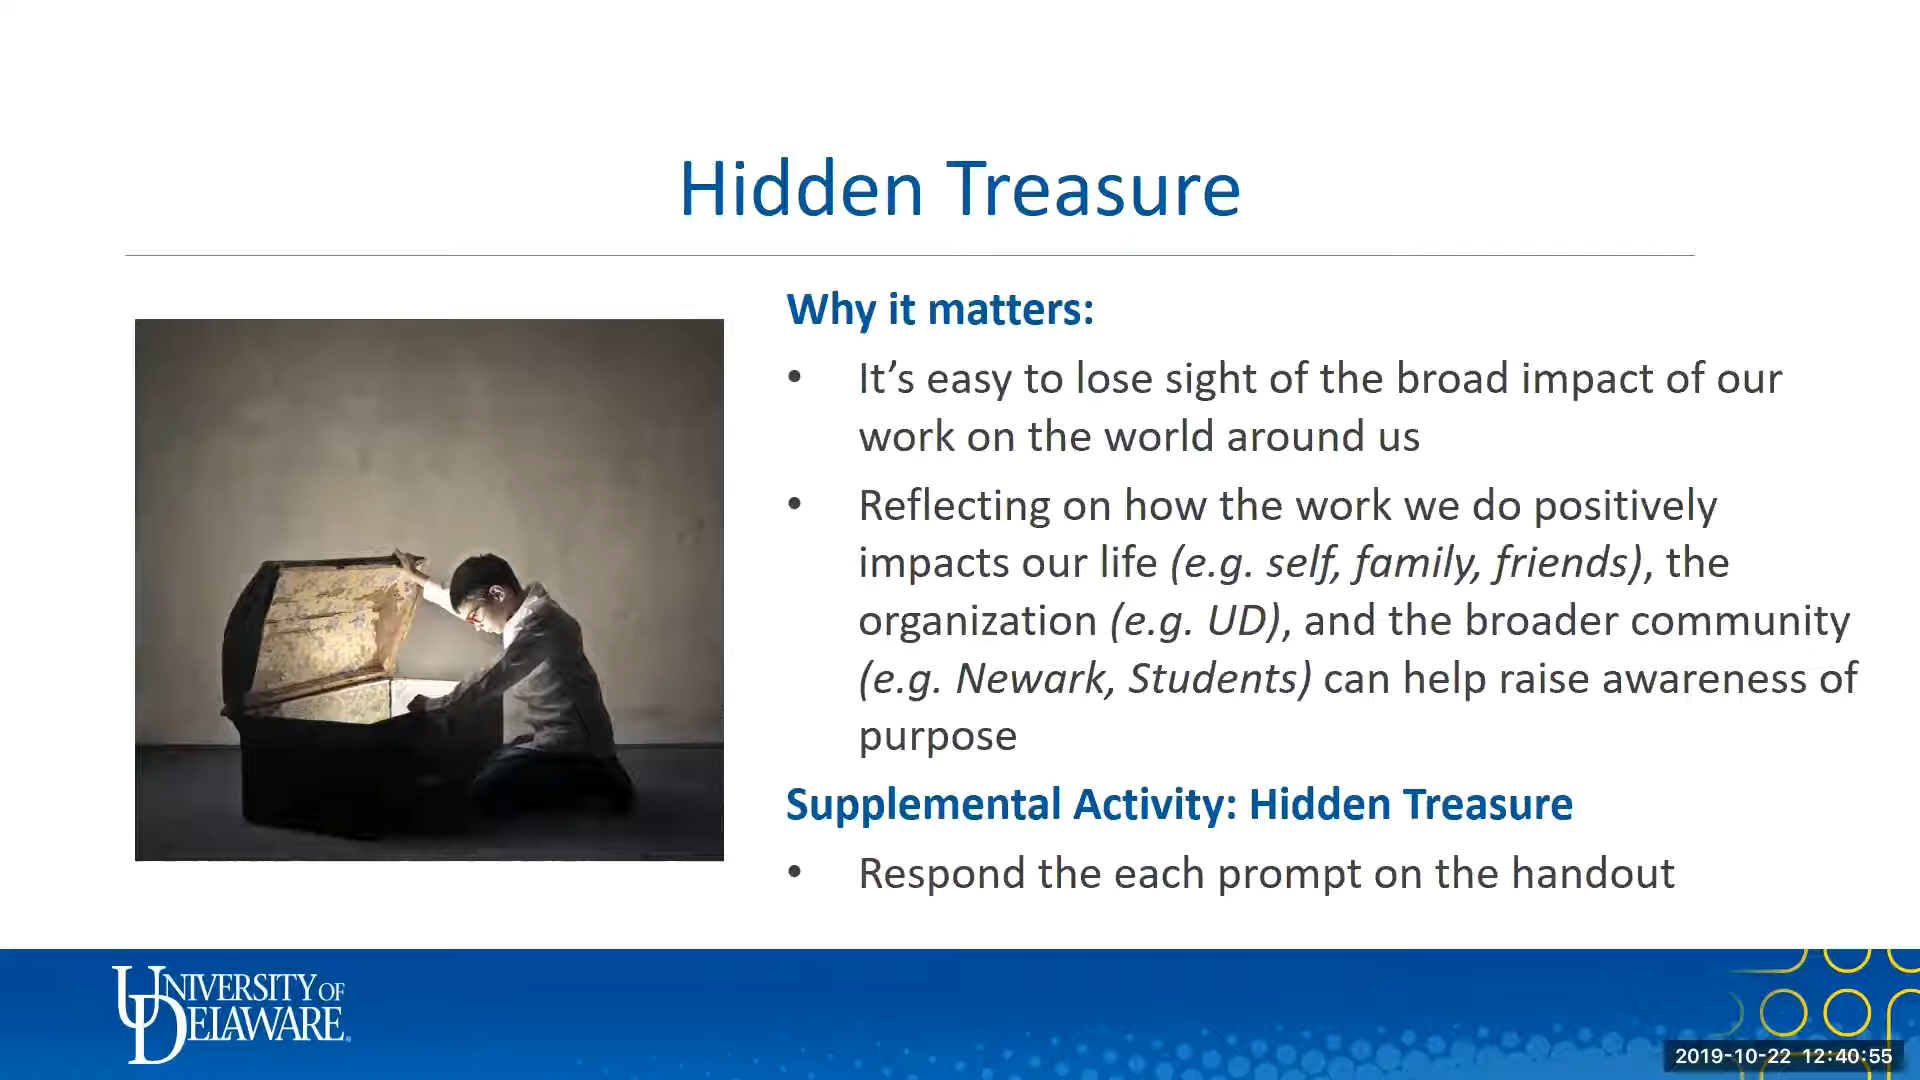 Hidden Treasure
Why it matters:
• It’s easy to lose sight of the broad impact of our
work on the world around us
• Reflecting on how the work we do positively
impacts our life (e.g. self, family, friends), the
organization (e.g. UD), and the broader community
(e.g. Newark, Students) can help raise awareness of
purpose
Supplemental Activity: Hidden Treasure
• Respond the each prompt on the handout
UNIVERSITY OF
DELAWARE.
2019-10-22 12:40:55